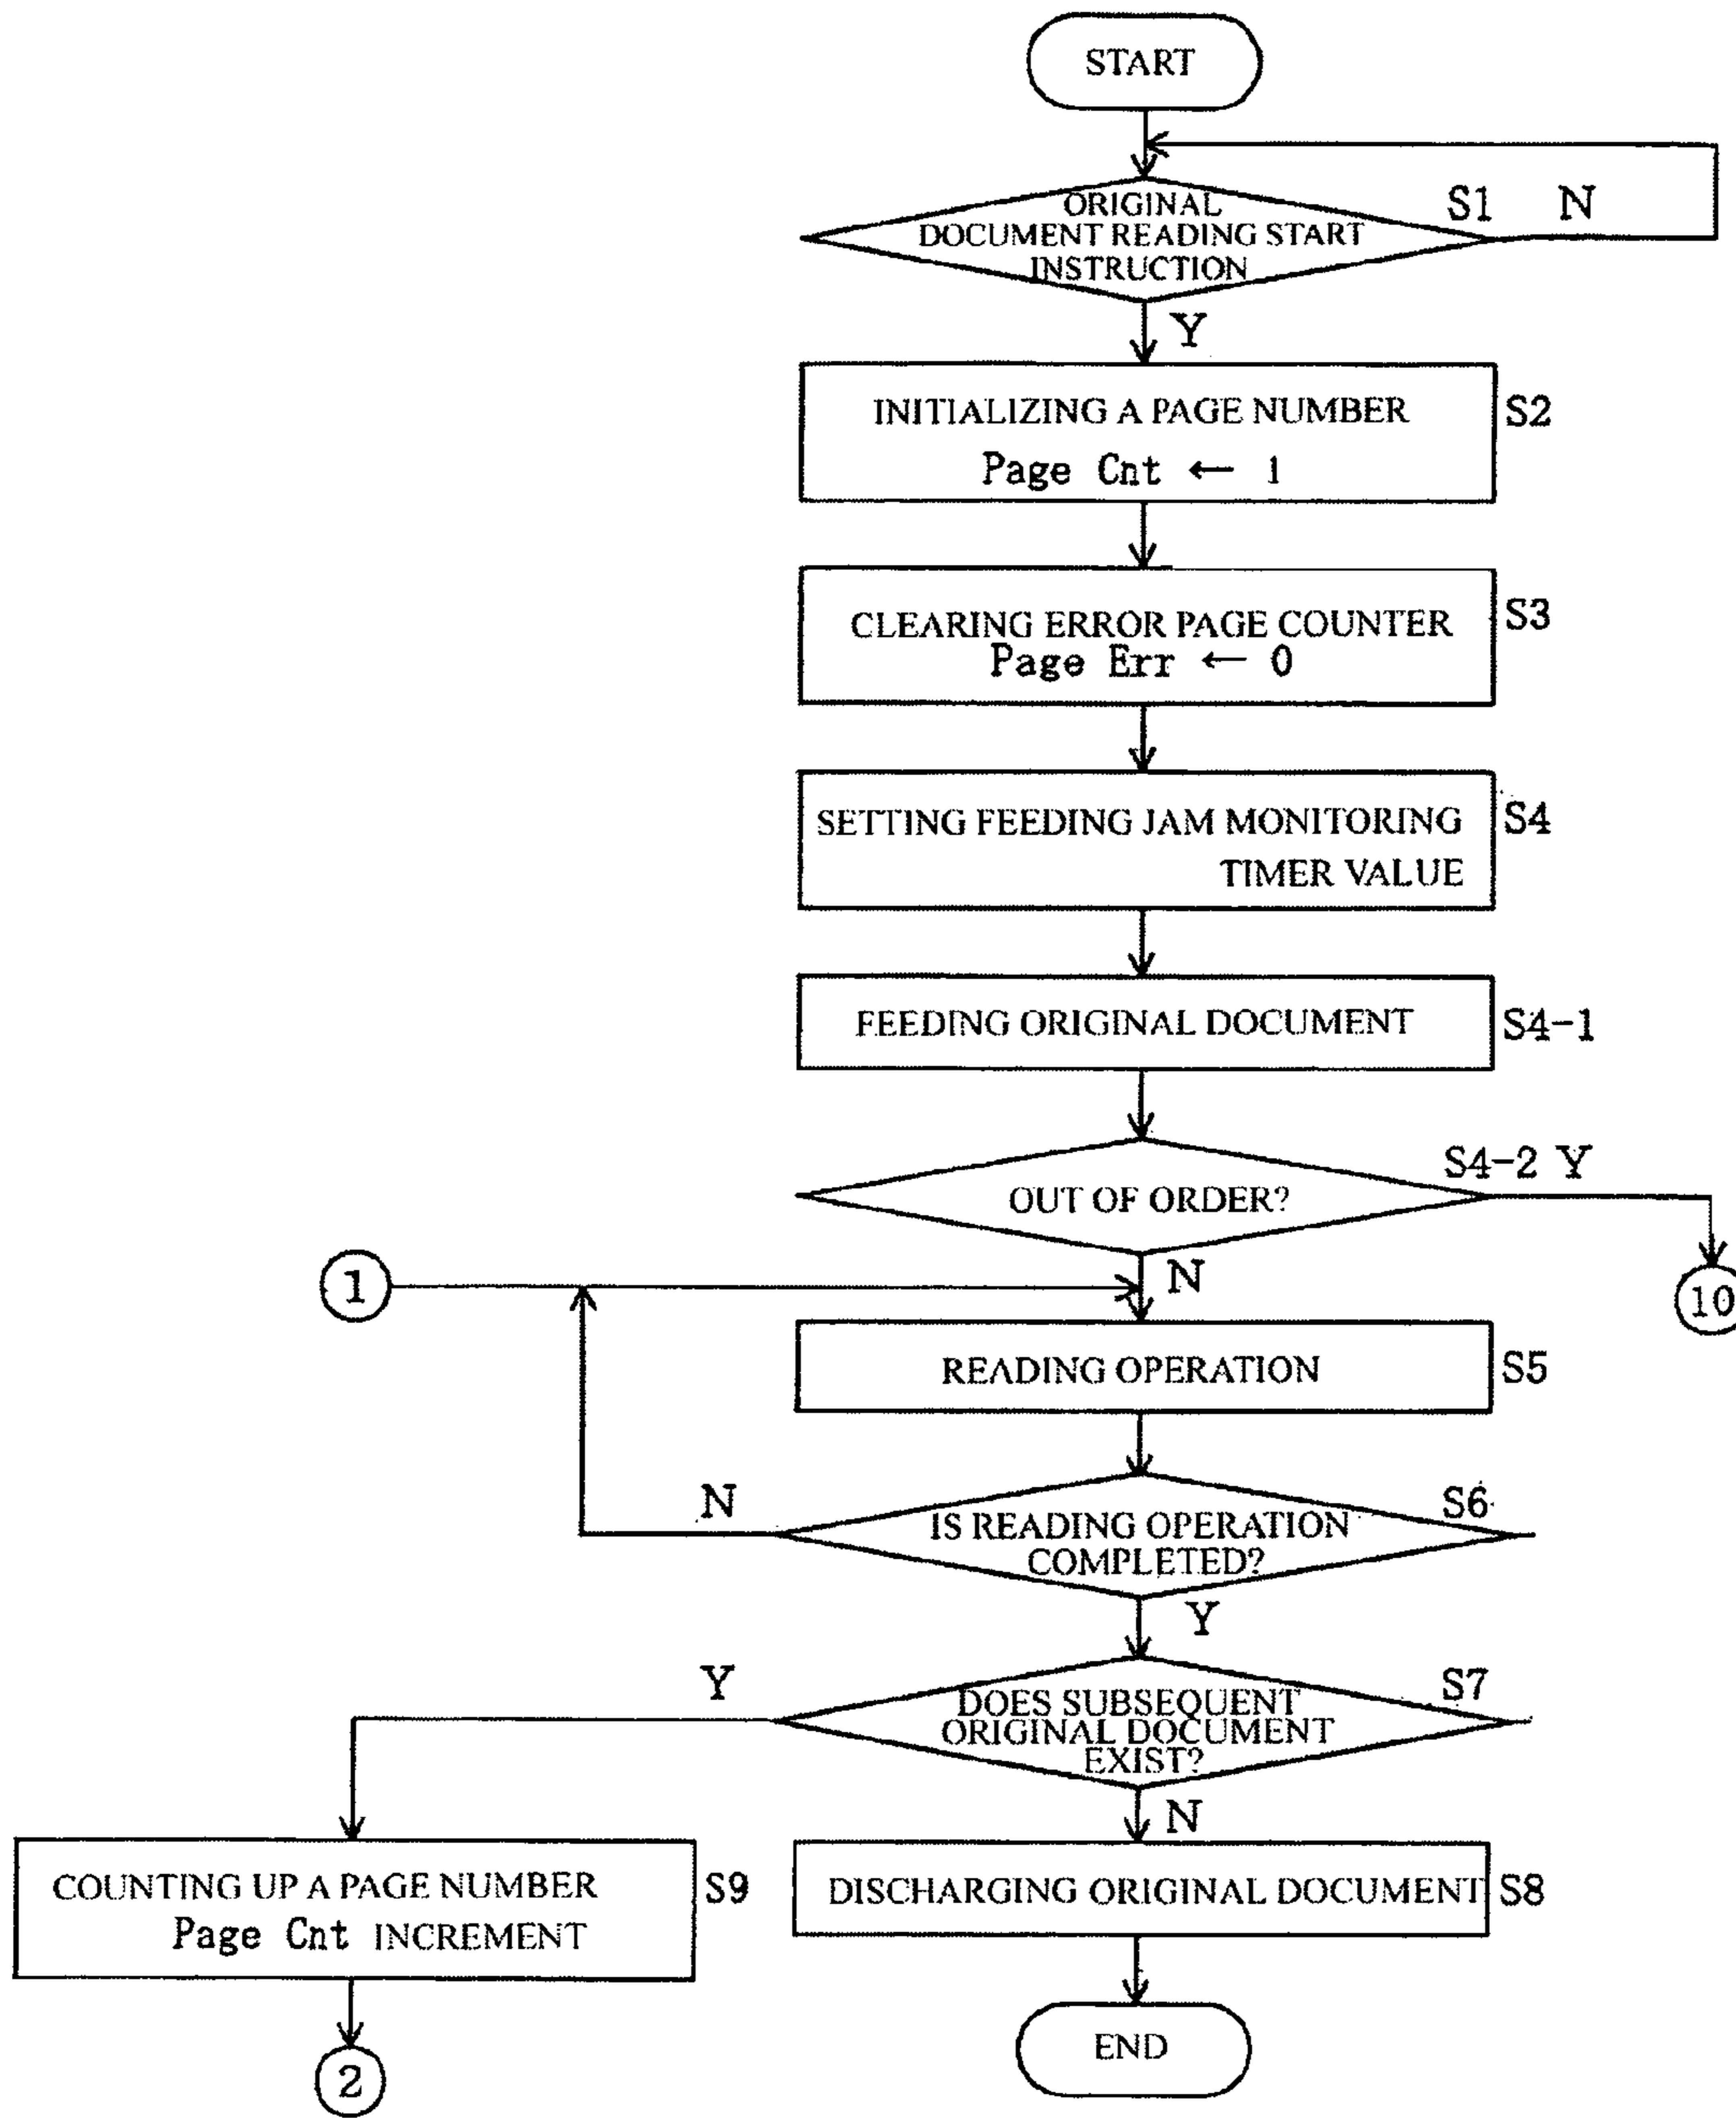 START
ORIGINAL
DOCUMENT READING START
INSTRUCTION
S1 N
Y
INITIALIZING A PAGE NUMBER
Page Cnt ← 1
S2
CLEARING ERROR PAGE COUNTER
Page Err ← 0
S3
SETTING FEEDING JAM MONITORING
TIMER VALUE
S4
FEEDING ORIGINAL DOCUMENT
S4-1
OUT OF ORDER?
S4-2 Y
N
1
10
READING OPERATION
S5
N
IS READING OPERATION
COMPLETED?
S6
Y
Y
DOES SUBSEQUENT
ORIGINAL DOCUMENT
EXIST?
S7
N
COUNTING UP A PAGE NUMBER
Page Cnt INCREMENT
S9
DISCHARGING ORIGINAL DOCUMENT
S8
END
2